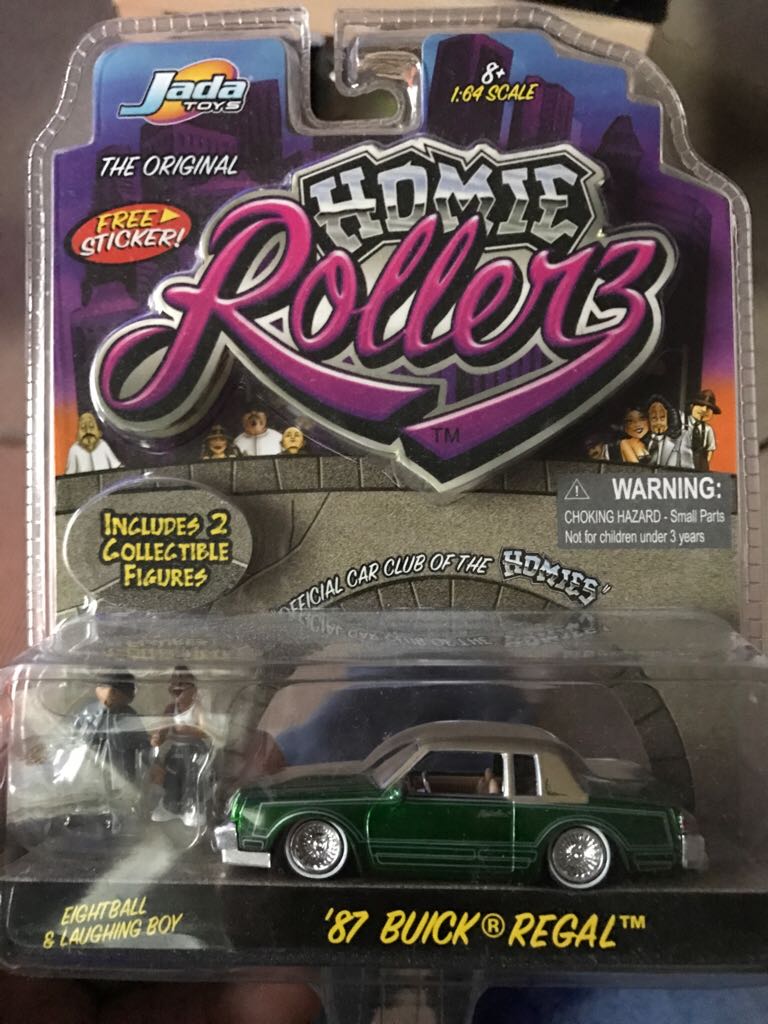 Jada
TOYS
8+
1:64 SCALE
THE ORIGINAL
FREE
STICKER!
HOMIE
Rollerz
TM
WARNING:
CHOKING HAZARD - Small Parts
Not for children under 3 years
INCLUDES 2
COLLECTIBLE
FIGURES
"OFFICIAL CAR CLUB OF THE HOMIES"
EIGHTBALL
& LAUGHING BOY
'87 BUICK® REGAL™